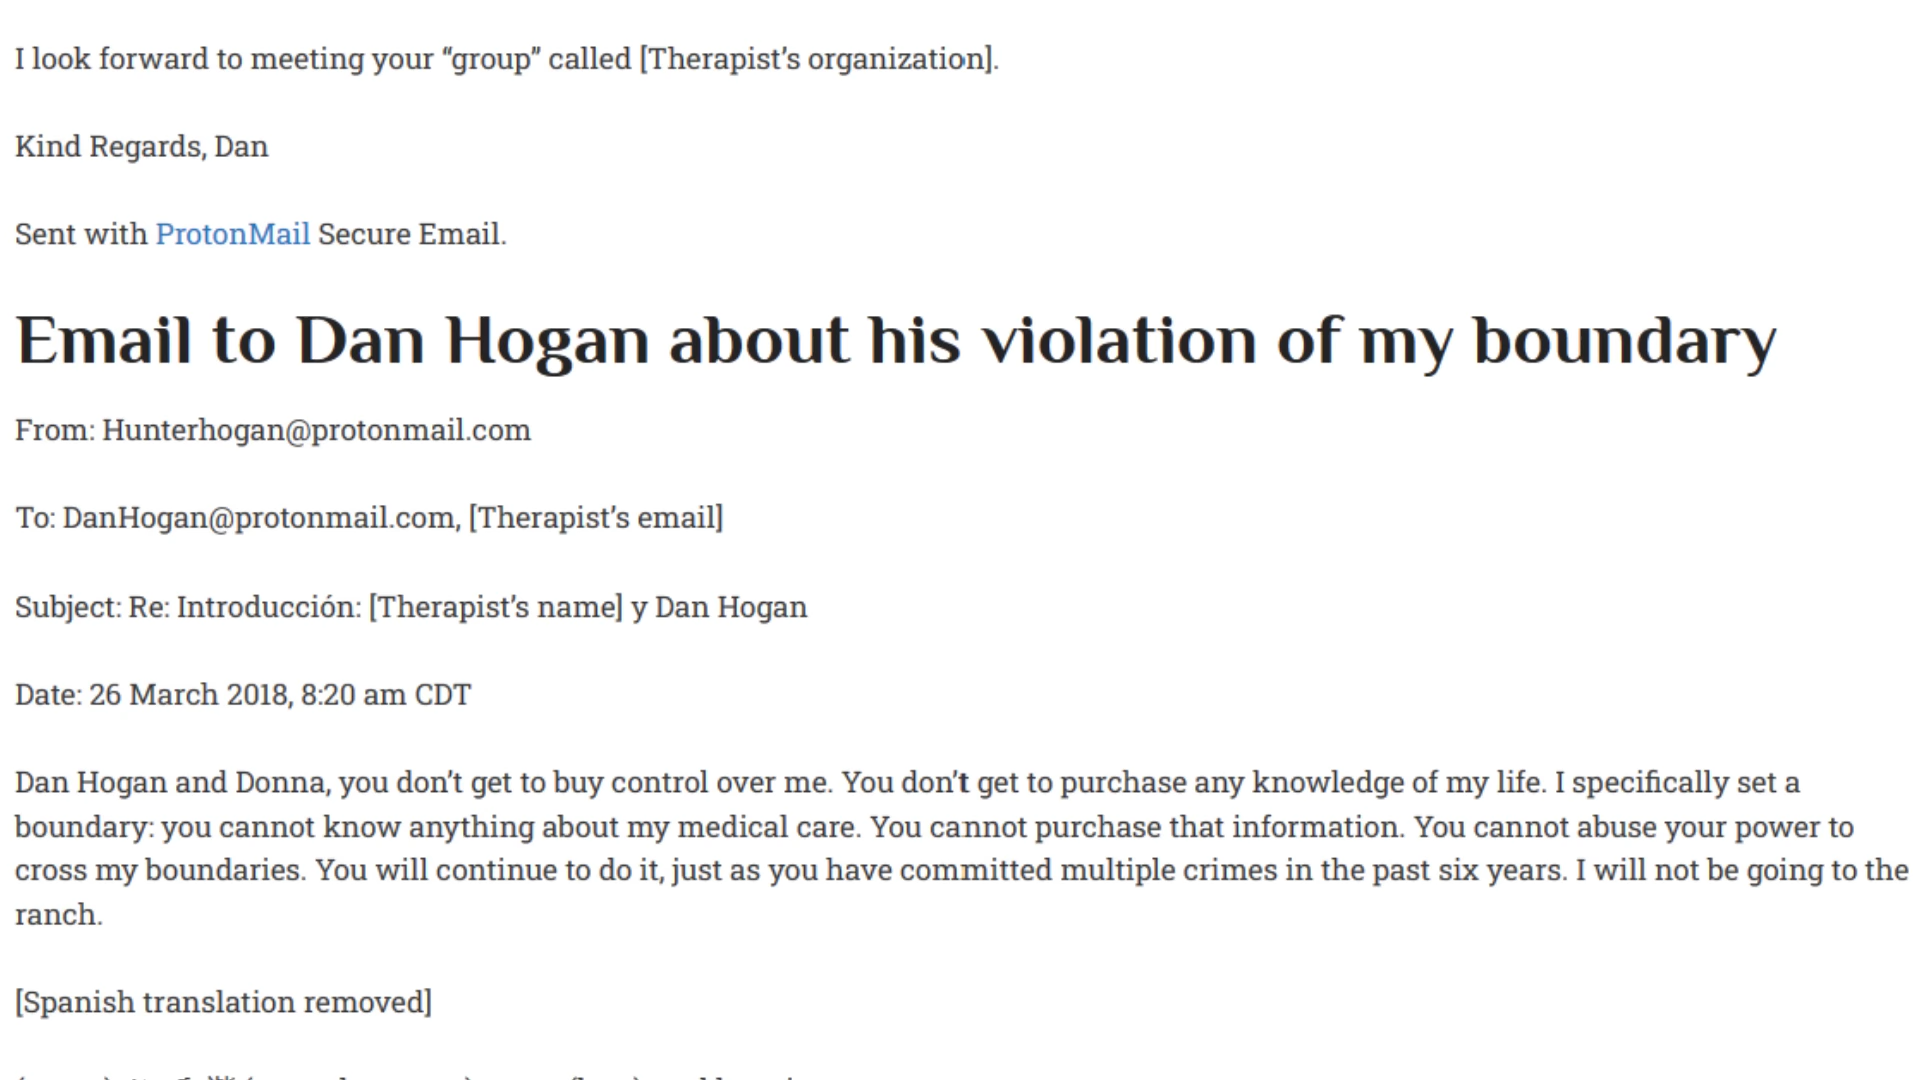 I look forward to meeting your “group” called [Therapist’s organization].
Kind Regards, Dan
Sent with ProtonMail Secure Email.
Email to Dan Hogan about his violation of my boundary
From: Hunterhogan@protonmail.com
To: DanHogan@protonmail.com, [Therapist’s email]
Subject: Re: Introducción: [Therapist’s name] y Dan Hogan
Date: 26 March 2018, 8:20 am CDT
Dan Hogan and Donna, you don’t get to buy control over me. You don’t get to purchase any knowledge of my life. I specifically set a
boundary: you cannot know anything about my medical care. You cannot purchase that information. You cannot abuse your power to
cross my boundaries. You will continue to do it, just as you have committed multiple crimes in the past six years. I will not be going to the
ranch.
[Spanish translation removed]